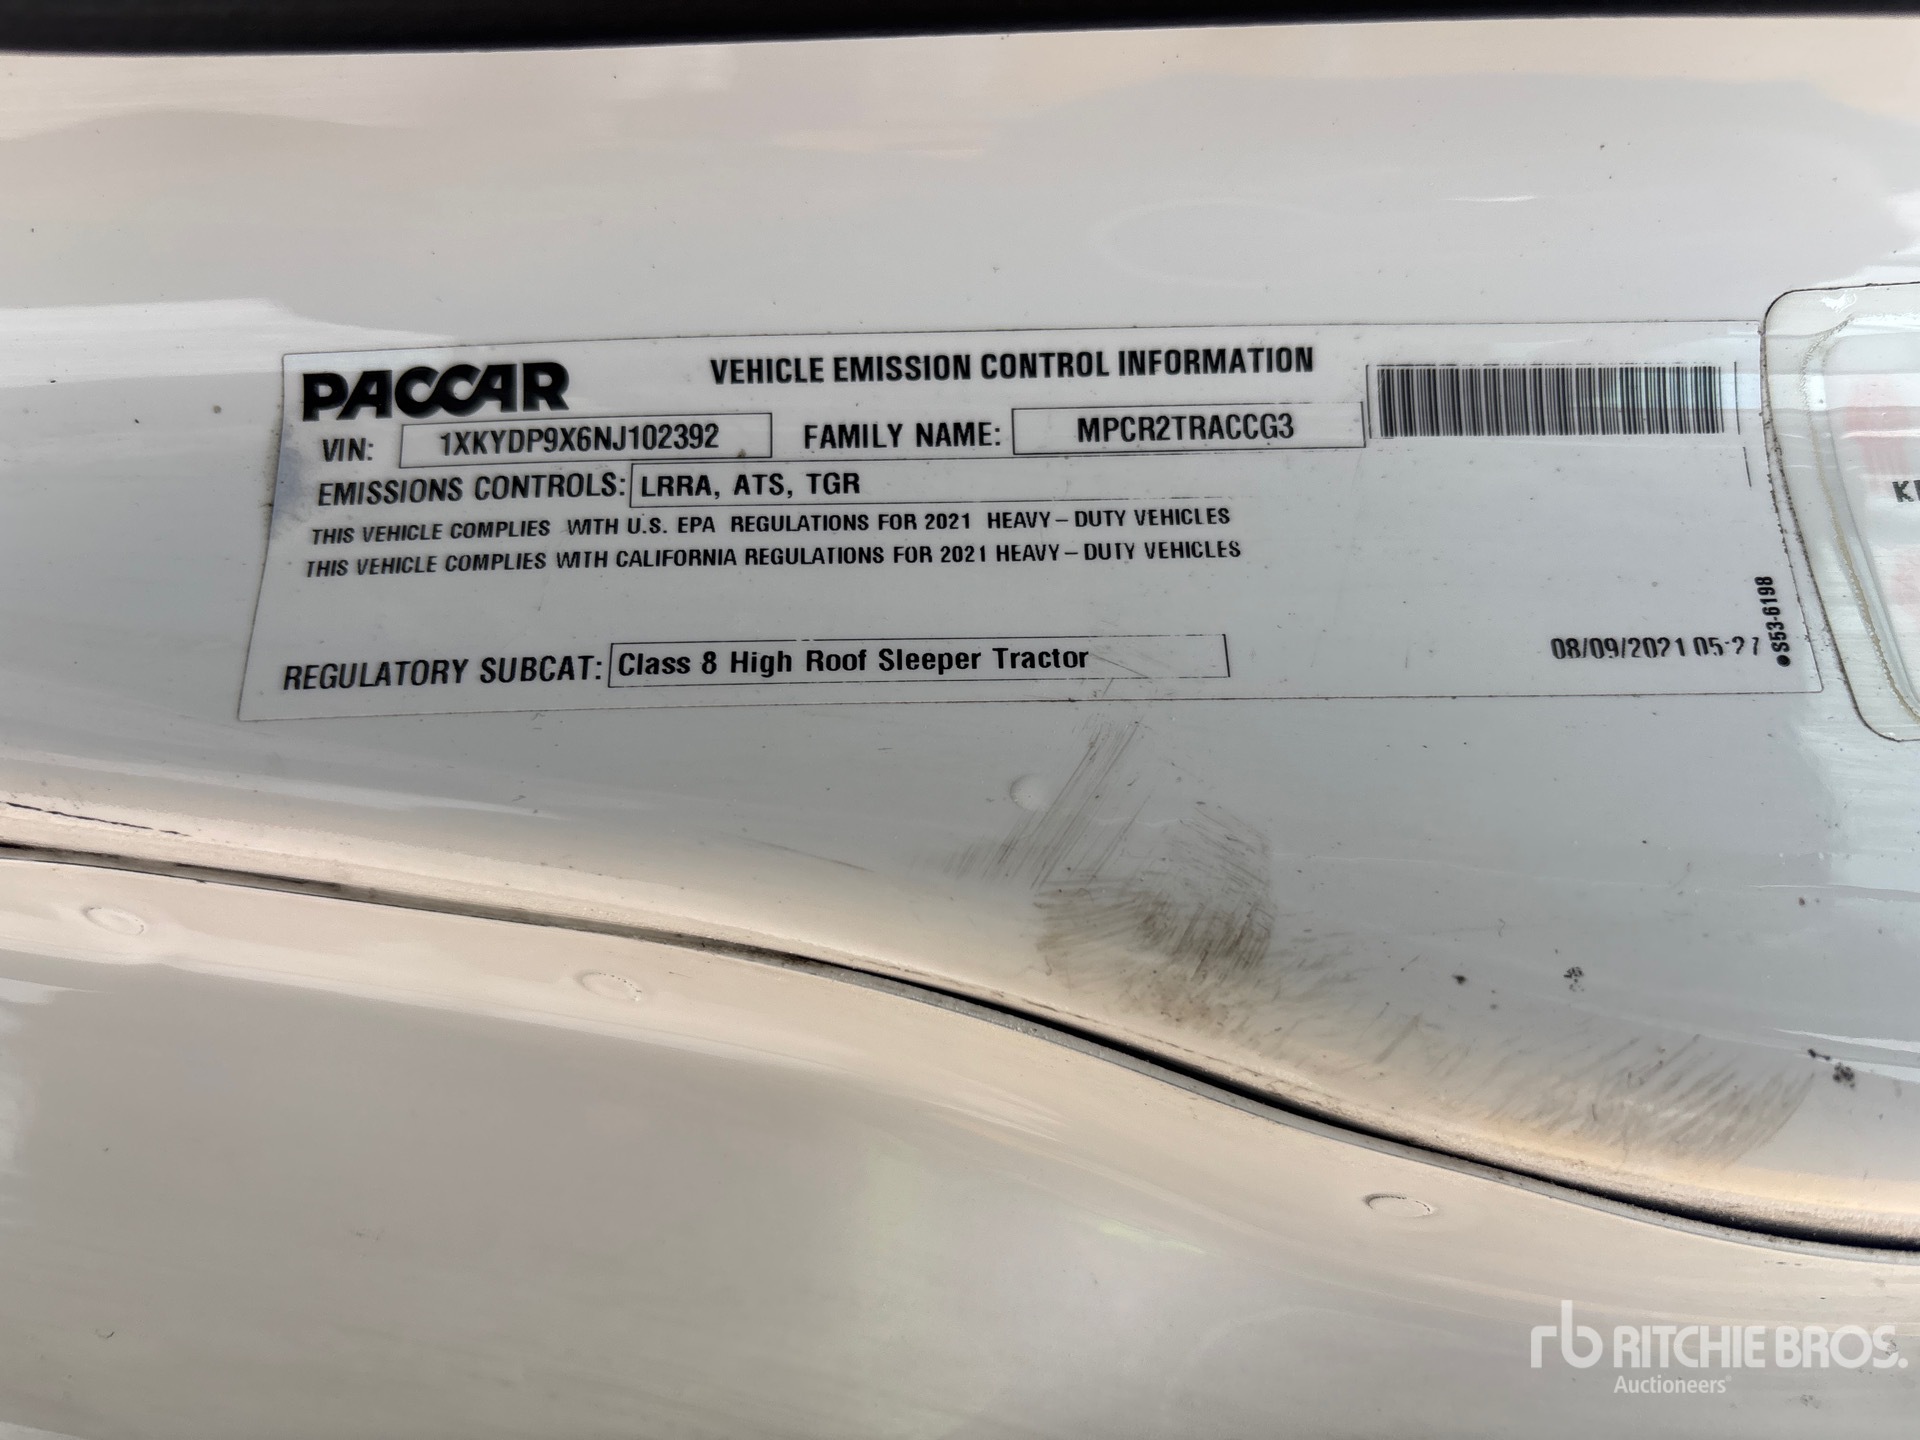 PACCAR VEHICLE EMISSION CONTROL INFORMATION
VIN: 1XKYDP9X6NJ102392 FAMILY NAME: MPCR2TRACCG3
EMISSIONS CONTROLS: LRRA, ATS, TGR
THIS VEHICLE COMPLIES WITH U.S. EPA REGULATIONS FOR 2021 HEAVY-DUTY VEHICLES
THIS VEHICLE COMPLIES WITH CALIFORNIA REGULATIONS FOR 2021 HEAVY-DUTY VEHICLES
REGULATORY SUBCAT: Class 8 High Roof Sleeper Tractor
08/09/2021 05:27
●S53-6198
rb RITCHIE BROS.
Auctioneers